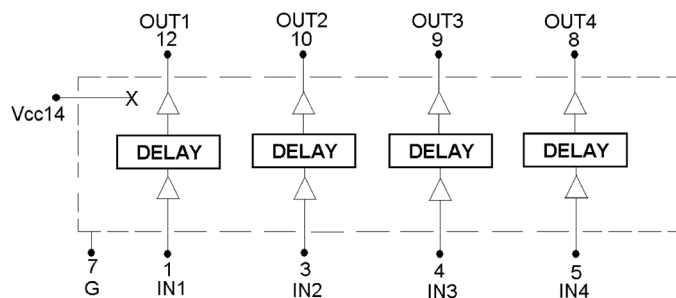 OUT1 OUT2 OUT3 OUT4
12 10 9 8
Vcc14 X
DELAY DELAY DELAY DELAY
7 1 3 4 5
G IN1 IN2 IN3 IN4